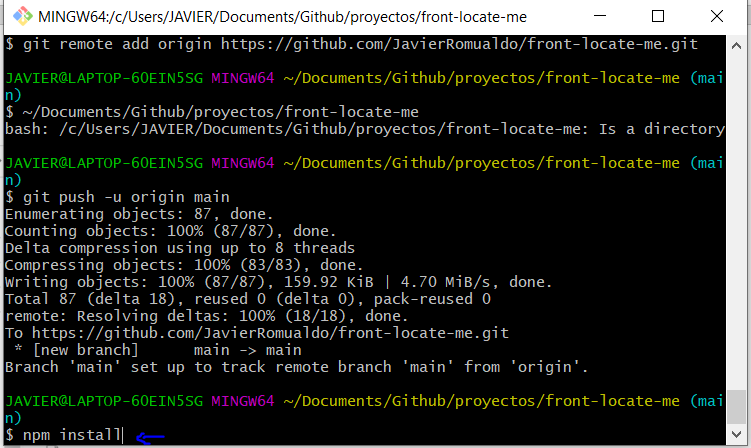 MINGW64:/c/Users/JAVIER/Documents/Github/proyectos/front-locate-me
$ git remote add origin https://github.com/JavierRomualdo/front-locate-me.git
JAVIER@LAPTOP-6OEIN5SG MINGW64 ~/Documents/Github/proyectos/front-locate-me (mai
n)
$ ~/Documents/Github/proyectos/front-locate-me
bash: /c/Users/JAVIER/Documents/Github/proyectos/front-locate-me: Is a directory
JAVIER@LAPTOP-6OEIN5SG MINGW64 ~/Documents/Github/proyectos/front-locate-me (mai
n)
$ git push -u origin main
Enumerating objects: 87, done.
Counting objects: 100% (87/87), done.
Delta compression using up to 8 threads
Compressing objects: 100% (83/83), done.
Writing objects: 100% (87/87), 159.92 KiB | 4.70 MiB/s, done.
Total 87 (delta 18), reused 0 (delta 0), pack-reused 0
remote: Resolving deltas: 100% (18/18), done.
To https://github.com/JavierRomualdo/front-locate-me.git
 * [new branch]      main -> main
Branch 'main' set up to track remote branch 'main' from 'origin'.
JAVIER@LAPTOP-6OEIN5SG MINGW64 ~/Documents/Github/proyectos/front-locate-me (mai
n)
$ npm install